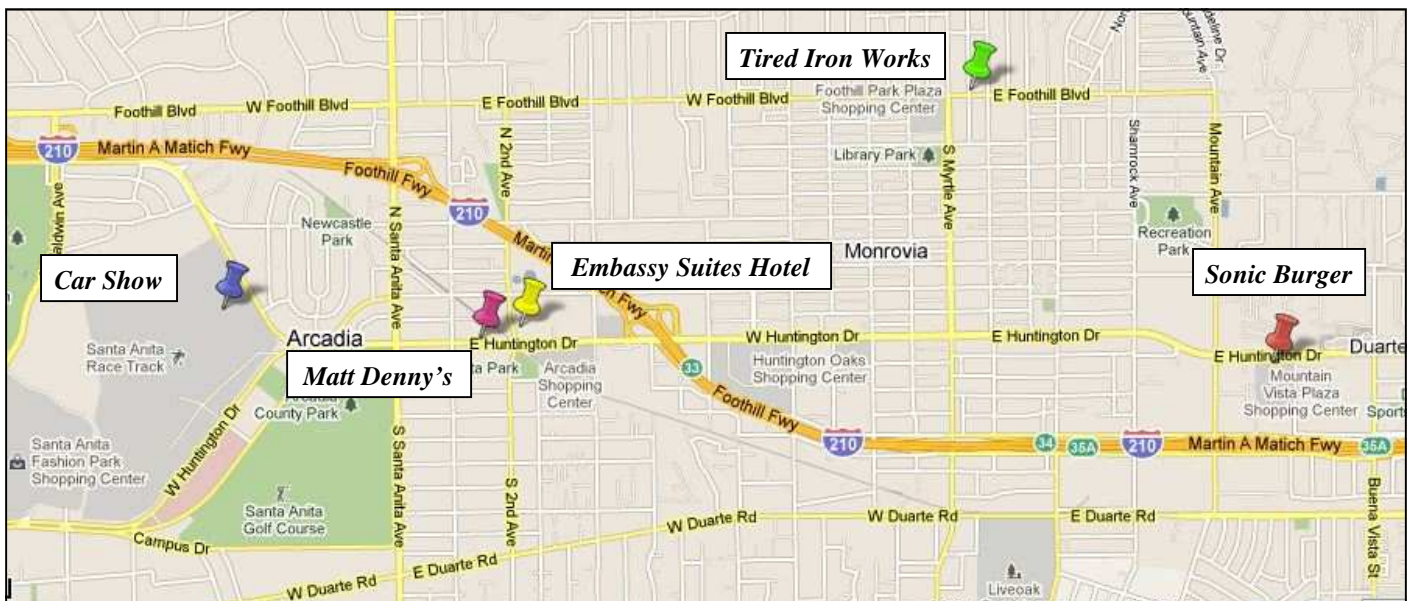 Tired Iron Works
Foothill Blvd
W Foothill Blvd
E Foothill Blvd
W Foothill Blvd
Foothill Park Plaza
Shopping Center
E Foothill Blvd
Mountain Ave
210
Martin A Matich Fwy
Foothill Fwy
N 2nd Ave
Library Park
S Myrtle Ave
Shamrock Ave
Mountain Ave
210
Newcastle
Park
N Santa Anita Ave
Recreation
Park
Monrovia
Embassy Suites Hotel
Sonic Burger
Car Show
Arcadia
E Huntington Dr
W Huntington Dr
E Huntington Dr
E Huntington Dr
Duarte
Santa Anita
Race Track
Matt Denny's
County Park
Arcadia
Shopping
Center
33
Huntington Oaks
Shopping Center
Mountain
Vista Plaza
Shopping Center
Foothill Fwy
W Huntington Dr
Santa Anita
Fashion Park
Shopping Center
S Santa Anita Ave
S 2nd Ave
210
34
35A
210
Martin A Matich Fwy
35A
Santa Anita
Golf Course
Campus Dr
W Duarte Rd
E Duarte Rd
W Duarte Rd
W Duarte Rd
E Duarte Rd
Buena Vista St
Liveoak